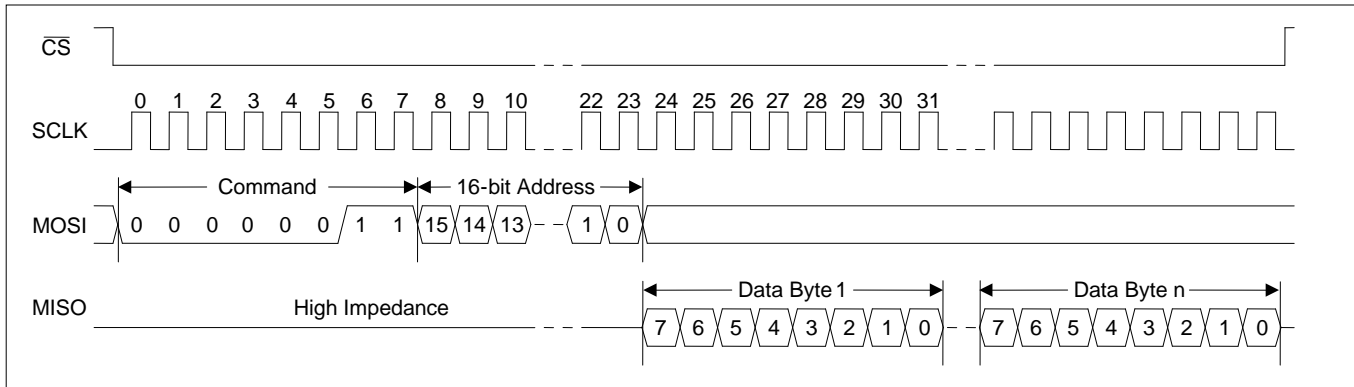 CS
0 1 2 3 4 5 6 7 8 9 10 22 23 24 25 26 27 28 29 30 31
SCLK
Command 16-bit Address
MOSI 0 0 0 0 0 0 1 1 15 14 13 1 0
Data Byte 1 Data Byte n
MISO High Impedance
7 6 5 4 3 2 1 0 7 6 5 4 3 2 1 0